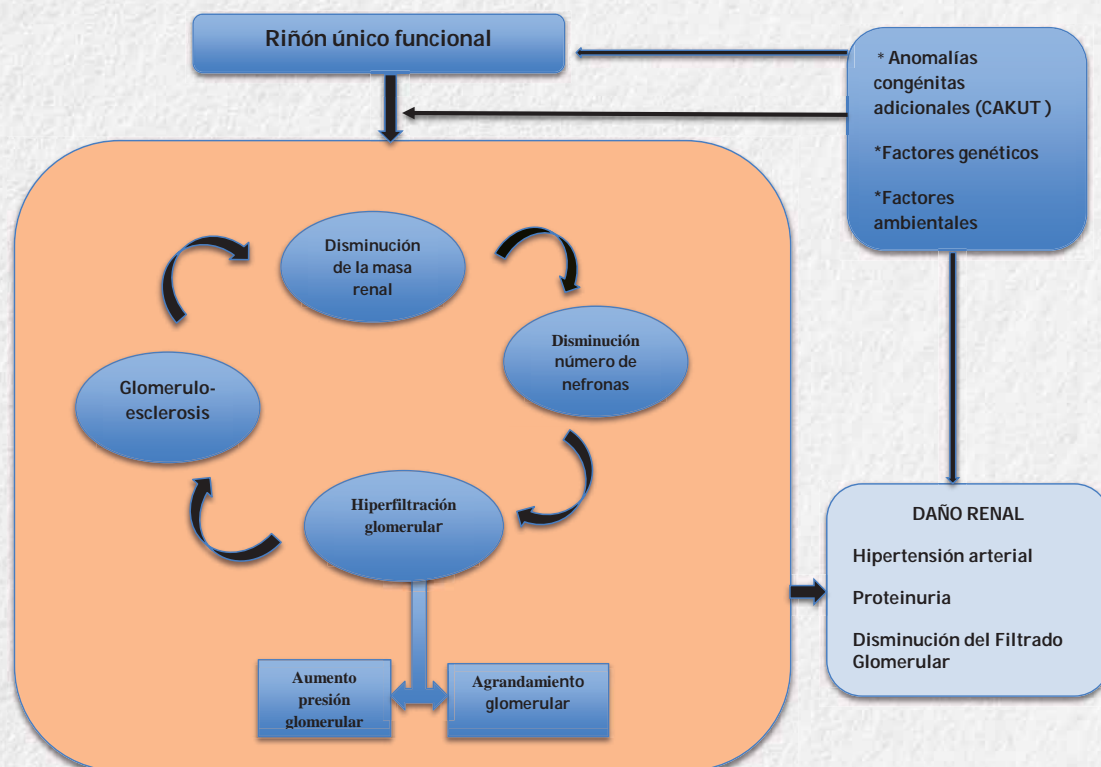 Riñón único funcional
* Anomalías
congénitas
adicionales (CAKUT )
*Factores genéticos
*Factores
ambientales
Disminución
de la masa
renal
Disminución
número de
nefronas
Glomerulo-
esclerosis
Hiperfiltración
glomerular
Aumento
presión
glomerular
Agrandamiento
glomerular
DAÑO RENAL
Hipertensión arterial
Proteinuria
Disminución del Filtrado
Glomerular